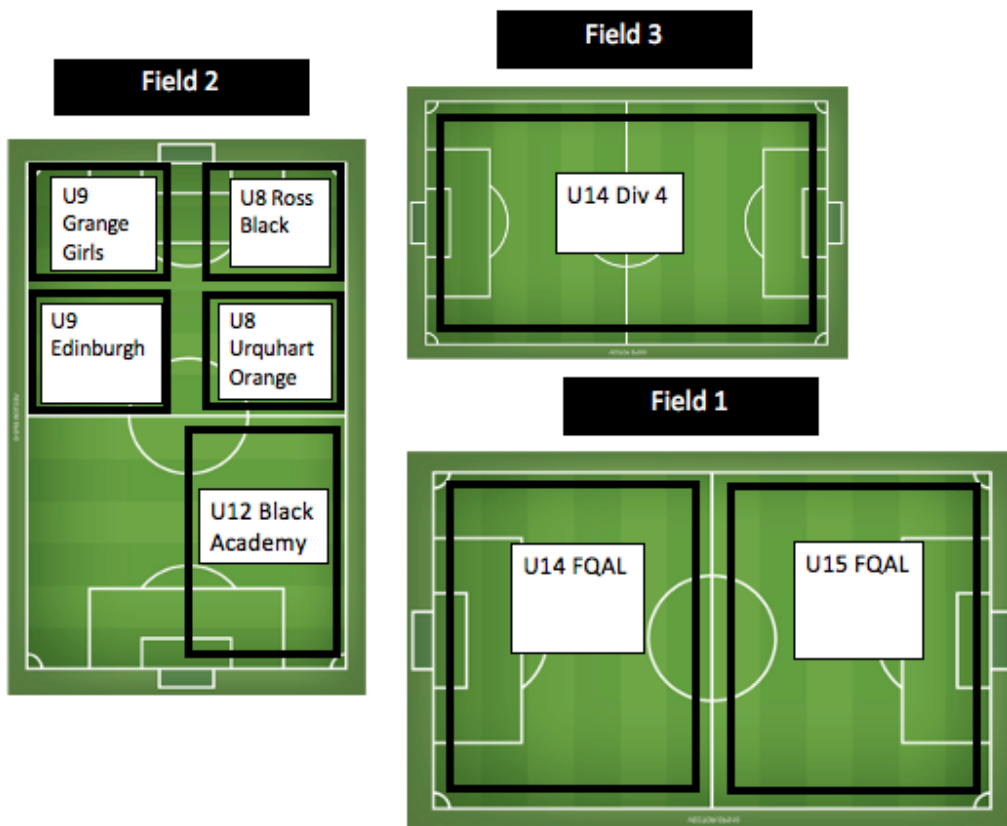 Field 2
U9
Grange
Girls
U8 Ross
Black
U9
Edinburgh
U8
Urquhart
Orange
U12 Black
Academy
Field 3
U14 Div 4
Field 1
U14 FQAL
U15 FQAL